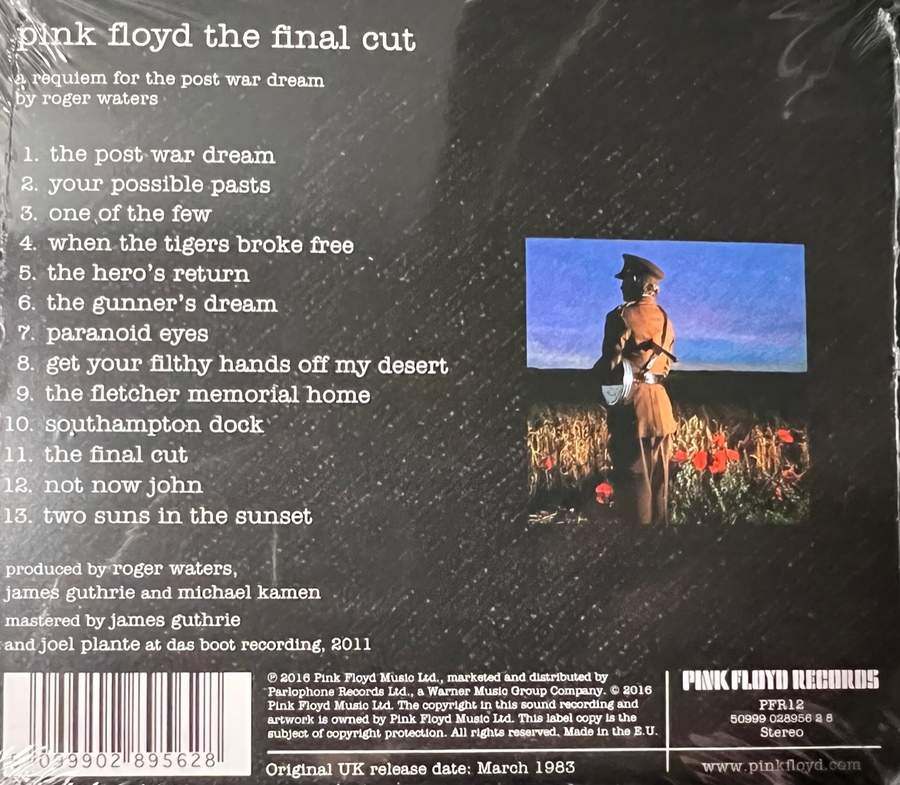 pink floyd the final cut
a requiem for the post war dream
by roger waters
1. the post war dream
2. your possible pasts
3. one of the few
4. when the tigers broke free
5. the hero's return
6. the gunner's dream
7. paranoid eyes
8. get your filthy hands off my desert
9. the fletcher memorial home
10. southampton dock
11. the final cut
12. not now john
13. two suns in the sunset
produced by roger waters,
james guthrie and michael kamen
mastered by james guthrie
and joel plante at das boot recording, 2011
℗ 2016 Pink Floyd Music Ltd., marketed and distributed by
Parlophone Records Ltd., a Warner Music Group Company. © 2016
Pink Floyd Music Ltd. The copyright in this sound recording and
artwork is owned by Pink Floyd Music Ltd. This label copy is the
subject of copyright protection. All rights reserved. Made in the E.U.
Original UK release date: March 1983
PINK FLOYD RECORDS
PFR12
50999 028956 2 8
Stereo
www.pinkfloyd.com